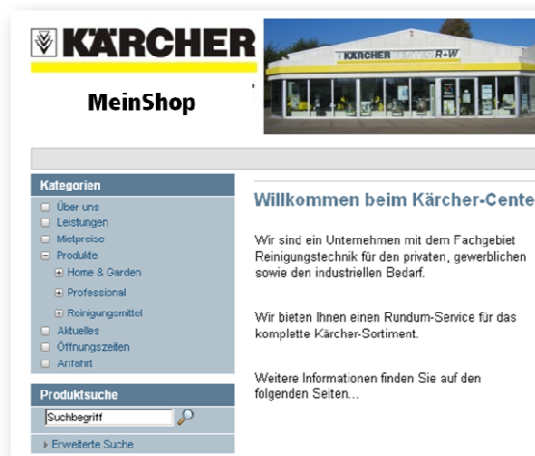 KÄRCHER
KÄRCHER CENTER R+W
MeinShop
Kategorien
Über uns
Leistungen
Mietpreise
Produkte
Home & Garden
Professional
Reinigungsmittel
Aktuelles
Öffnungszeiten
Anfahrt
Produktsuche
Suchbegriff
Erweiterte Suche
Willkommen beim Kärcher-Cente
Wir sind ein Unternehmen mit dem Fachgebiet
Reinigungstechnik für den privaten, gewerblichen
sowie den industriellen Bedarf.
Wir bieten Ihnen einen Rundum-Service für das
komplette Kärcher-Sortiment.
Weitere Informationen finden Sie auf den
folgenden Seiten...